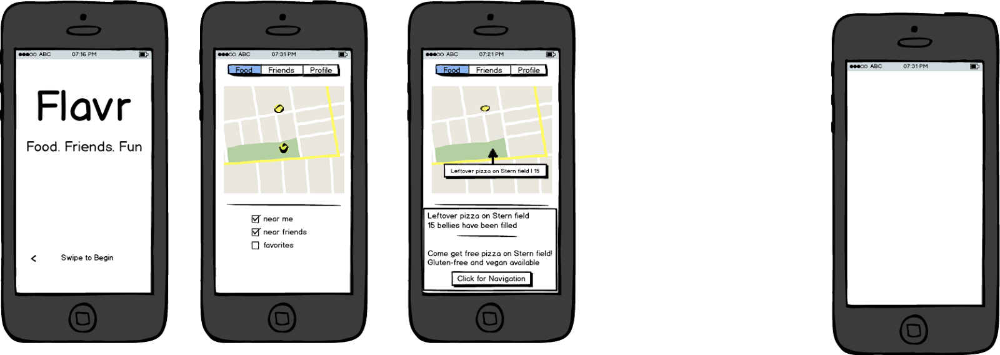 ABC 07:16 PM
Flavr
Food. Friends. Fun
< Swipe to Begin
ABC 07:31 PM
Food Friends Profile
near me
near friends
favorites
ABC 07:21 PM
Food Friends Profile
Leftover pizza on Stern field | 15
Leftover pizza on Stern field
15 bellies have been filled
Come get free pizza on Stern field!
Gluten-free and vegan available
Click for Navigation
ABC 07:31 PM